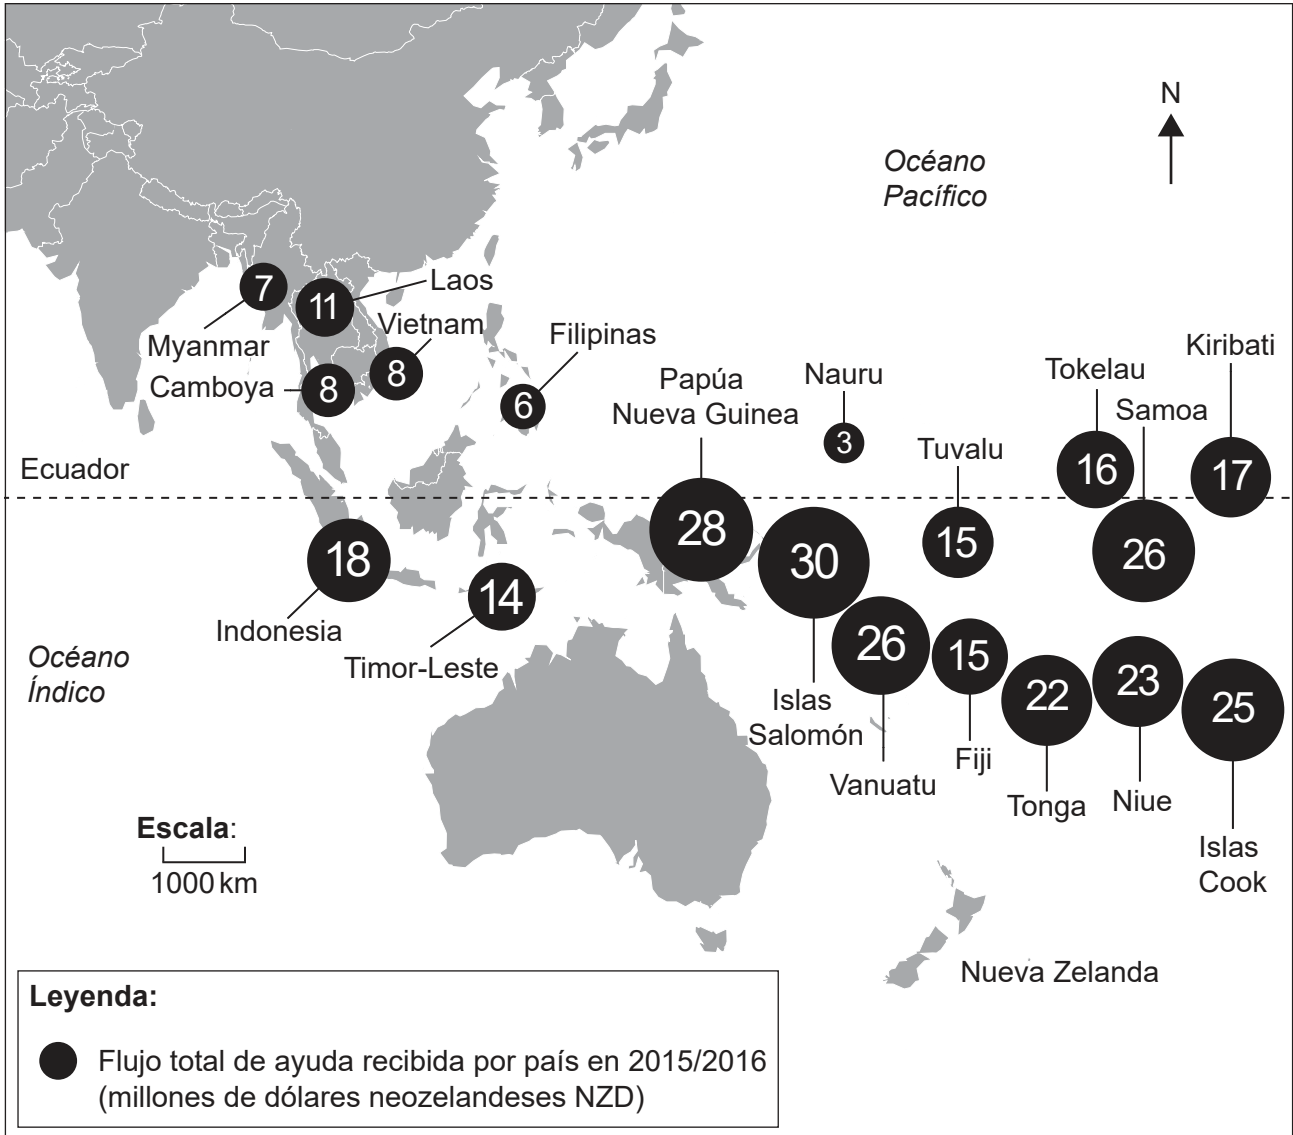 N
Océano
Pacífico
7
Laos
11
Vietnam
Myanmar
Filipinas
Kiribati
Camboya
8
8
6
Papúa
Nueva Guinea
Nauru
Tokelau
Samoa
3
Tuvalu
16
17
Ecuador
28
15
26
18
30
14
Indonesia
Timor-Leste
Océano
Índico
26
15
22
23
25
Islas
Salomón
Vanuatu
Fiji
Tonga
Niue
Islas
Cook
Escala:
1000 km
Nueva Zelanda
Leyenda:
Flujo total de ayuda recibida por país en 2015/2016
(millones de dólares neozelandeses NZD)